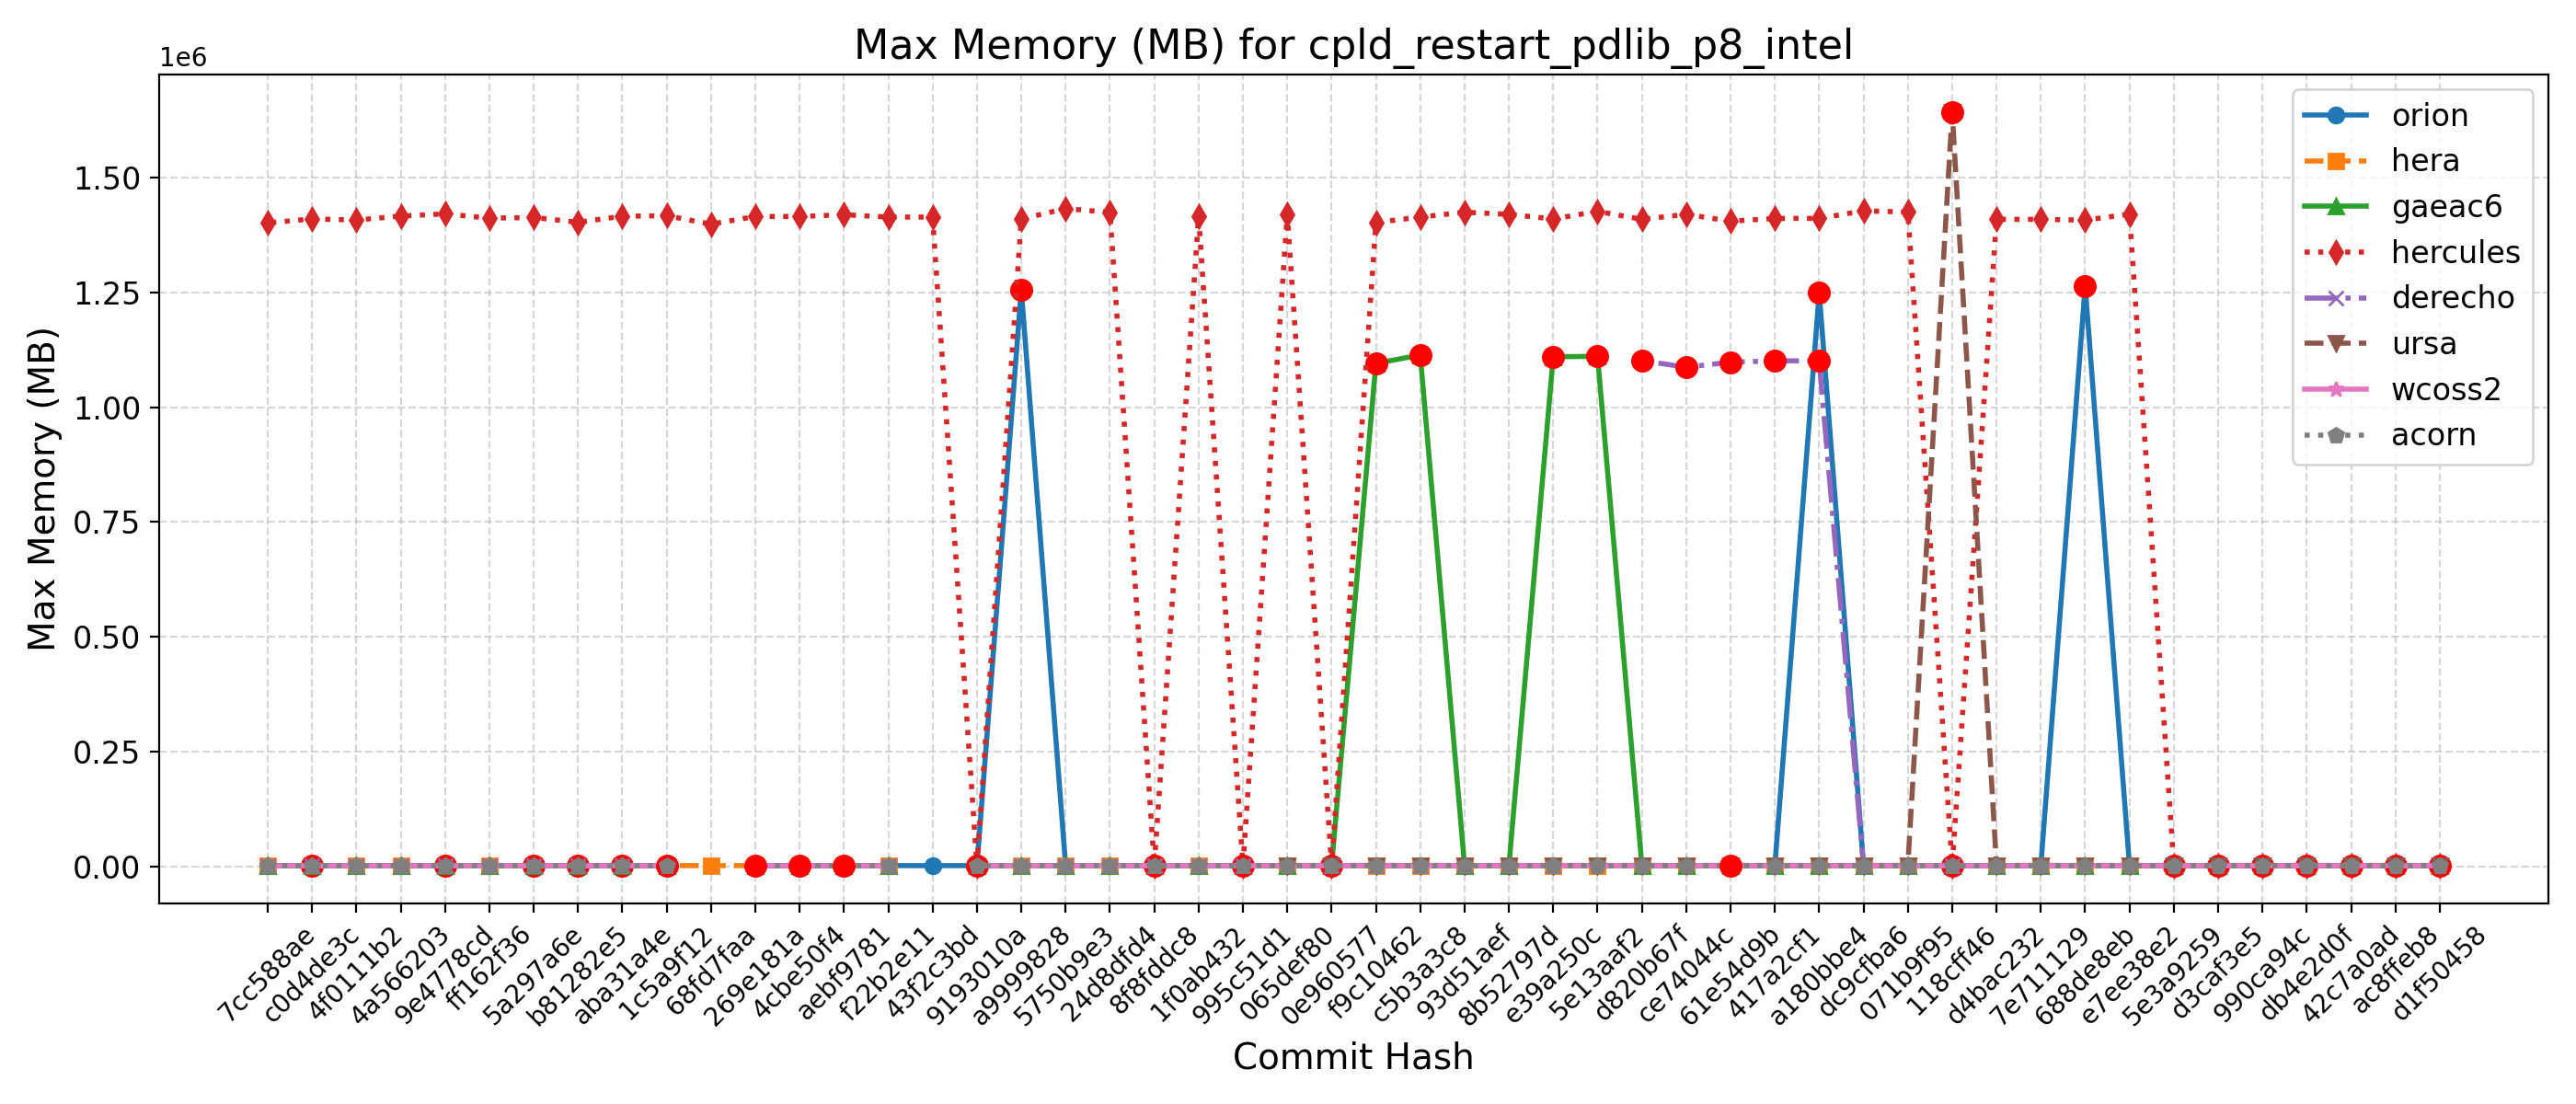 Max Memory (MB) for cpld_restart_pdlib_p8_intel
1e6
1.50
1.25
1.00
0.75
0.50
0.25
0.00
Max Memory (MB)
orion
hera
gaeac6
hercules
derecho
ursa
wcoss2
acorn
7cc588ae
c0d4de3c
4f0111b2
4a566203
9e4778cd
ff162f36
5a297a6e
b81282e5
aba31a4e
1c5a9f12
68fd7faa
269e181a
4cbe50f4
aebf9781
f22b2e11
43f2c3bd
9193010a
a9999828
5750b9e3
24d8dfd4
8f8fddc8
1f0ab432
995c51d1
065def80
0e960577
f9c10462
c5b3a3c8
93d51aef
8b52797d
e39a250c
5e13aaf2
d820b67f
ce74044c
61e54d9b
417a2cf1
a180bbe4
dc9cfba6
071b9f95
118cff46
d4bac232
7e711129
688de8eb
e7ee38e2
5e3a9259
d3caf3e5
990ca94c
db4e2d0f
42c7a0ad
ac8ffeb8
d1f50458
Commit Hash